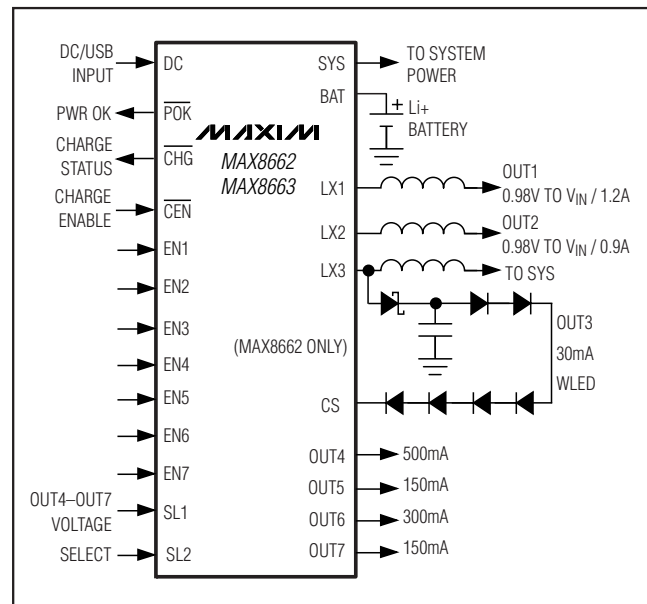 DC/USB
INPUT
DC
SYS
TO SYSTEM
POWER
PWR OK
POK
BAT
+
Li+
BATTERY
MAXIM
CHARGE
STATUS
CHG
MAX8662
MAX8663
LX1
OUT1
0.98V TO VIN / 1.2A
CHARGE
ENABLE
CEN
LX2
OUT2
0.98V TO VIN / 0.9A
EN1
LX3
TO SYS
EN2
EN3
(MAX8662 ONLY)
OUT3
30mA
WLED
EN4
EN5
CS
EN6
OUT4
500mA
EN7
OUT5
150mA
OUT4–OUT7
VOLTAGE
SELECT
SL1
OUT6
300mA
SL2
OUT7
150mA